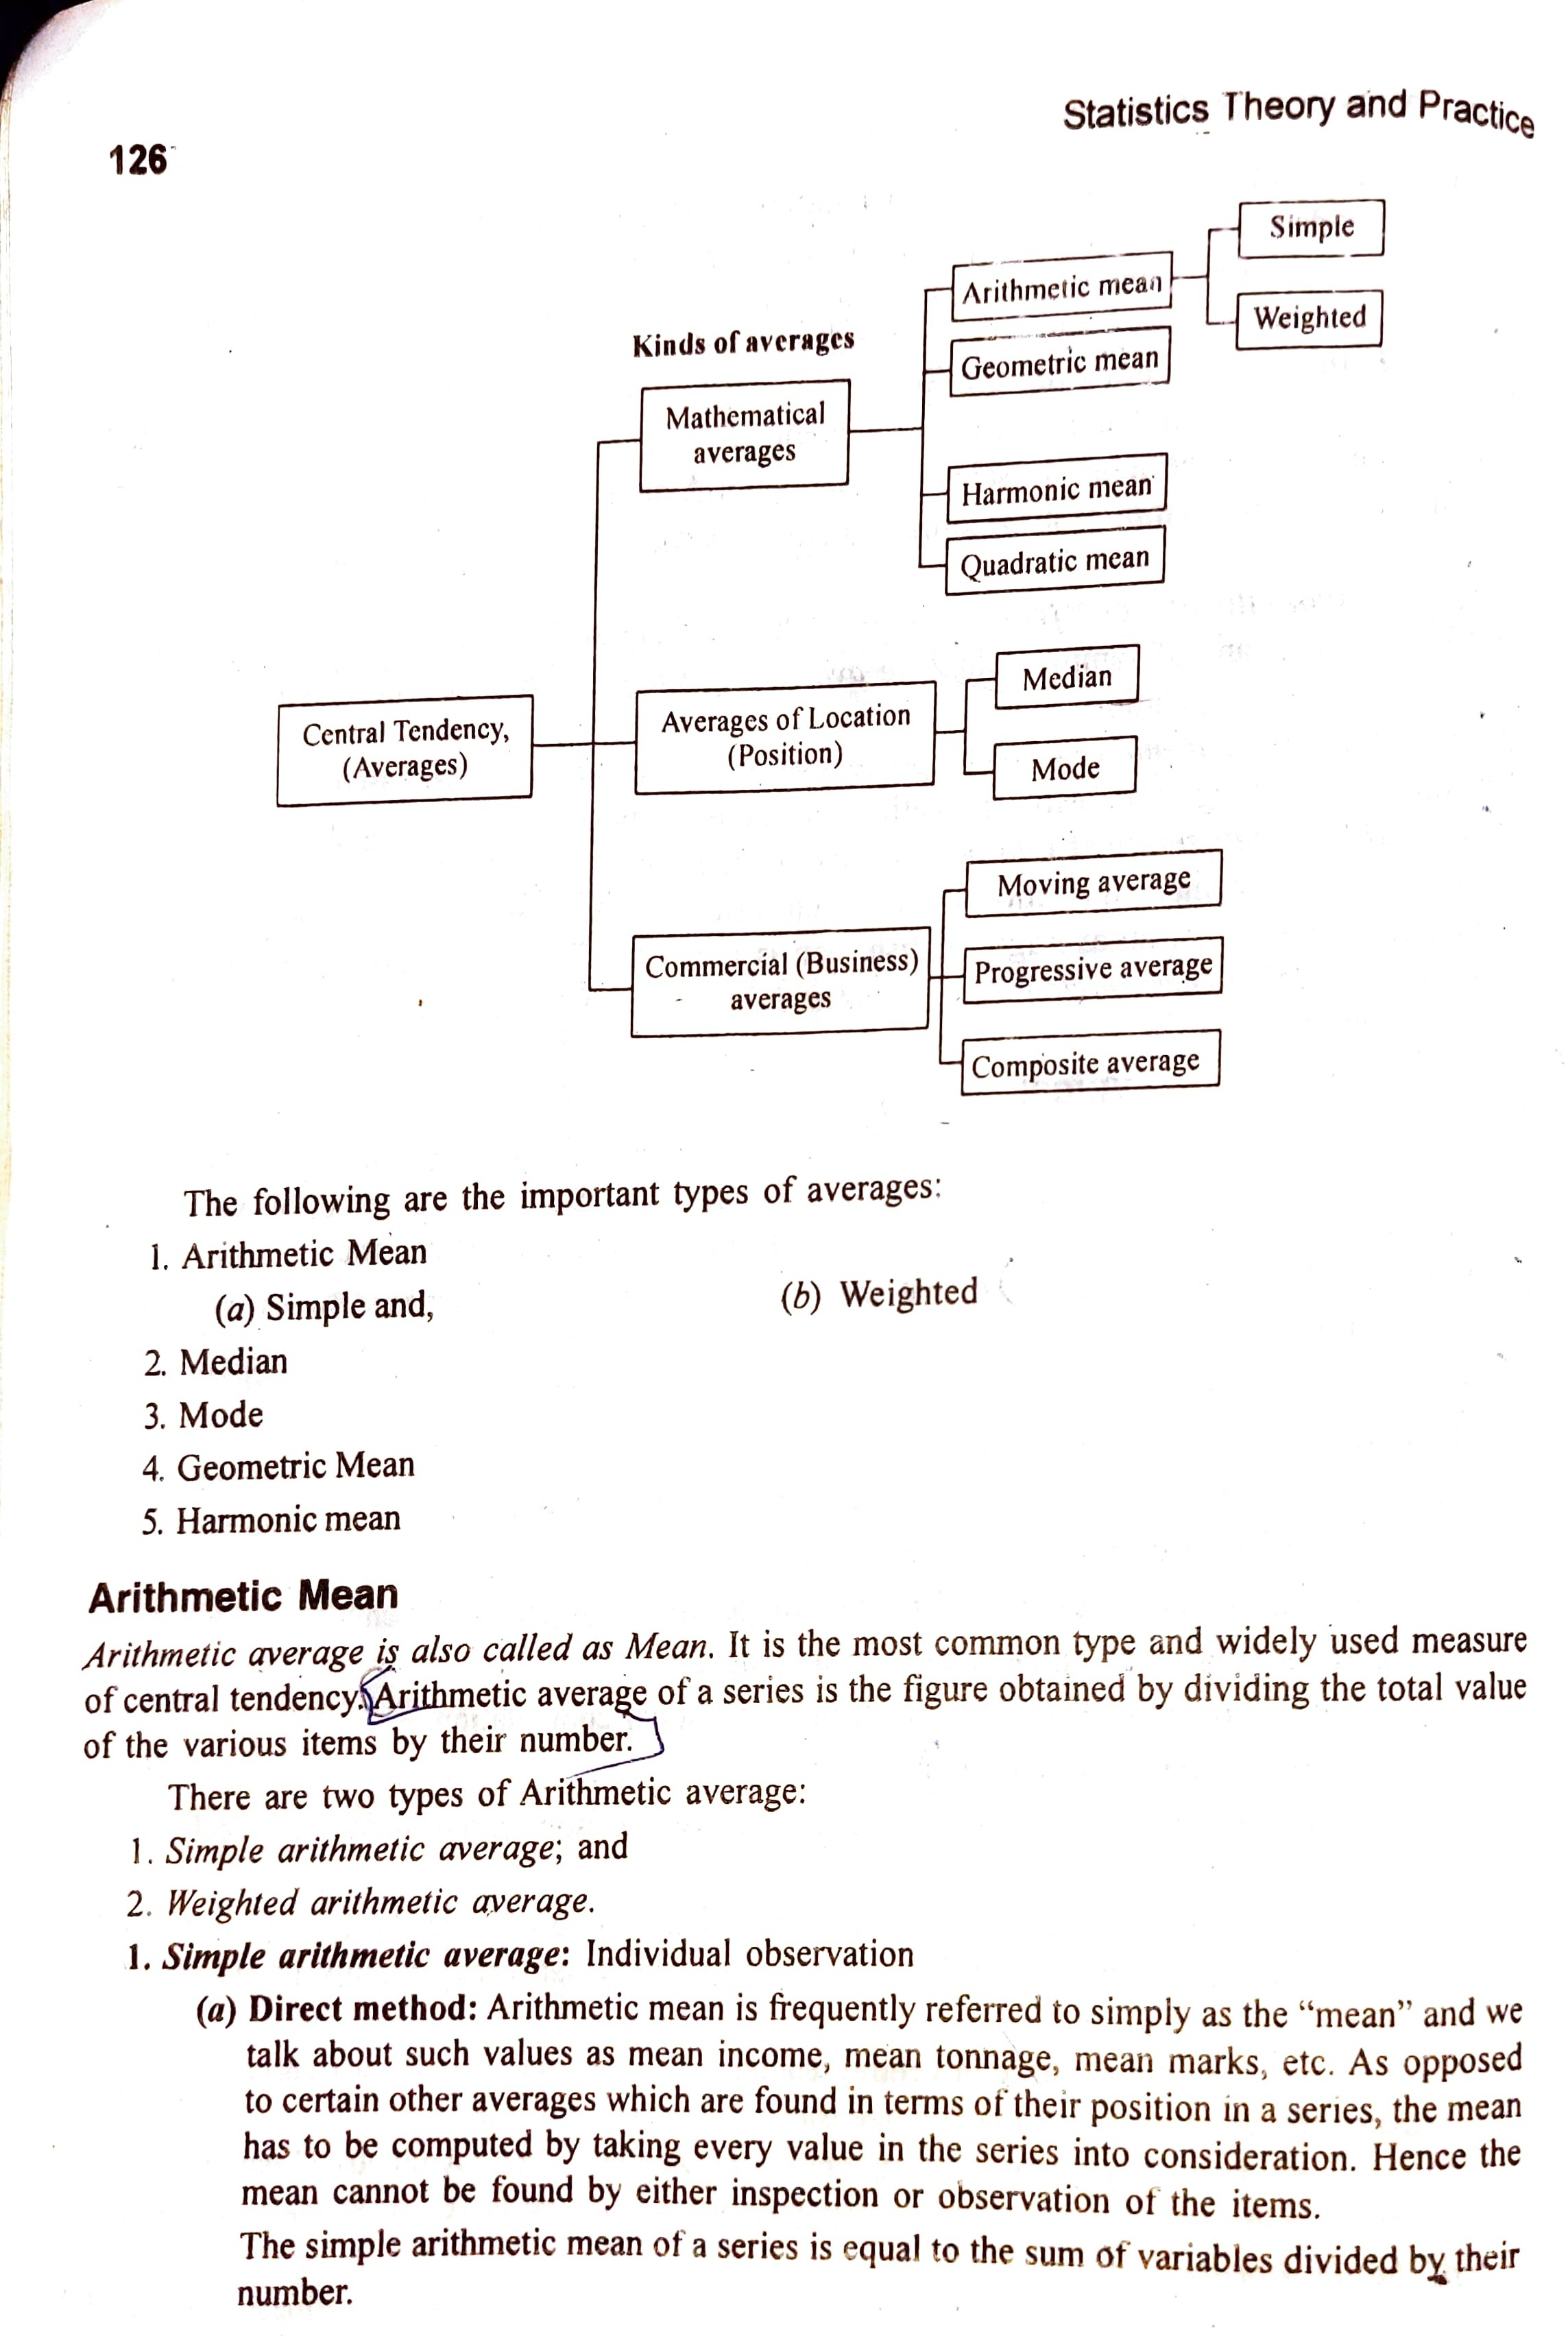 Statistics Theory and Practice
126
Kinds of averages
Simple
Arithmetic mean
Weighted
Geometric mean
Mathematical
averages
Harmonic mean
Quadratic mean
Central Tendency,
(Averages)
Averages of Location
(Position)
Median
Mode
Commercial (Business)
averages
Moving average
Progressive average
Composite average
The following are the important types of averages:
1. Arithmetic Mean
(a) Simple and, (b) Weighted
2. Median
3. Mode
4. Geometric Mean
5. Harmonic mean
Arithmetic Mean
Arithmetic average is also called as Mean. It is the most common type and widely used measure
of central tendency. Arithmetic average of a series is the figure obtained by dividing the total value
of the various items by their number.
There are two types of Arithmetic average:
1. Simple arithmetic average; and
2. Weighted arithmetic average.
1. Simple arithmetic average: Individual observation
(a) Direct method: Arithmetic mean is frequently referred to simply as the “mean” and we
talk about such values as mean income, mean tonnage, mean marks, etc. As opposed
to certain other averages which are found in terms of their position in a series, the mean
has to be computed by taking every value in the series into consideration. Hence the
mean cannot be found by either inspection or observation of the items.
The simple arithmetic mean of a series is equal to the sum of variables divided by their
number.